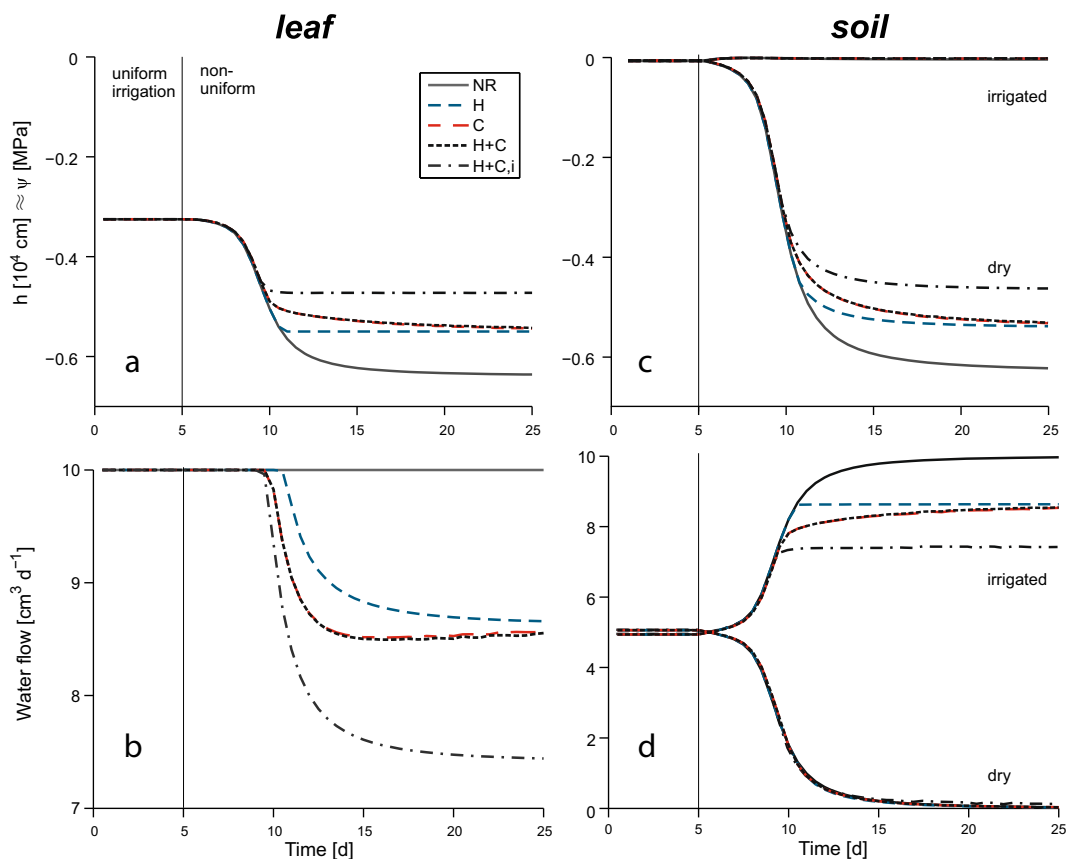 leaf
soil
0
uniform
irrigation
non-
uniform
NR
H
C
H+C
H+C,i
−0.2
−0.4
−0.6
h [10⁴ cm] ≈ ψ [MPa]
a
0 5 10 15 20 25
0
irrigated
−0.2
−0.4
dry
−0.6
c
0 5 10 15 20 25
10
9
8
7
Water flow [cm³ d⁻¹]
b
0 5 10 15 20 25
Time [d]
10
8
6
4
2
0
irrigated
d
dry
0 5 10 15 20 25
Time [d]